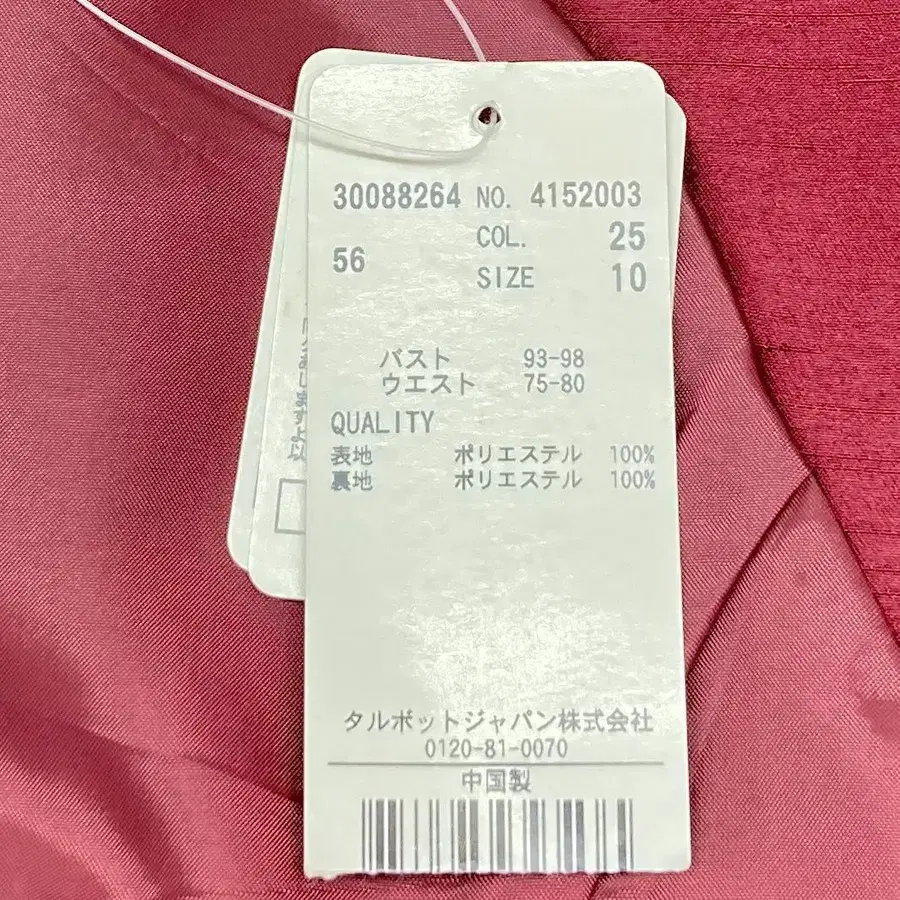 30088264 NO. 4152003
COL. 25
56
SIZE 10
バスト 93-98
ウエスト 75-80
QUALITY
表地 ポリエステル 100%
裏地 ポリエステル 100%
タルボットジャパン株式会社
0120-81-0070
中国製